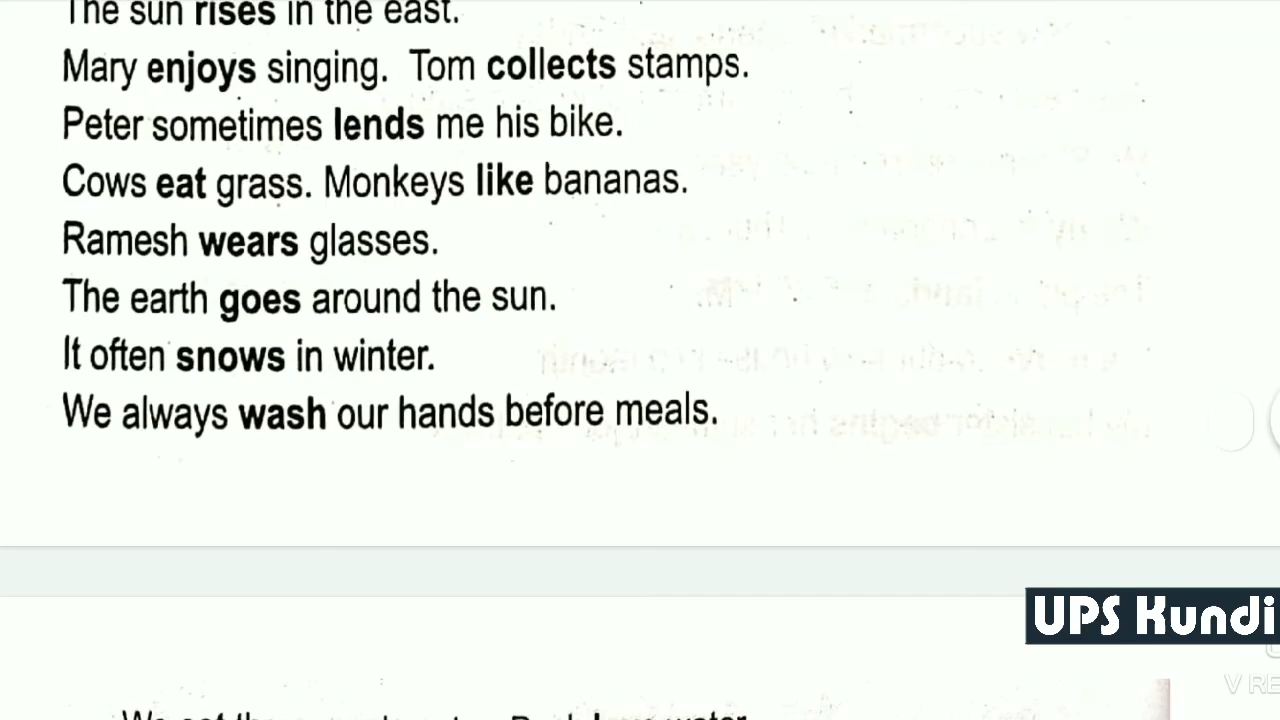 The sun rises in the east.
Mary enjoys singing. Tom collects stamps.
Peter sometimes lends me his bike.
Cows eat grass. Monkeys like bananas.
Ramesh wears glasses.
The earth goes around the sun.
It often snows in winter.
We always wash our hands before meals.
UPS Kundi
V RE
water